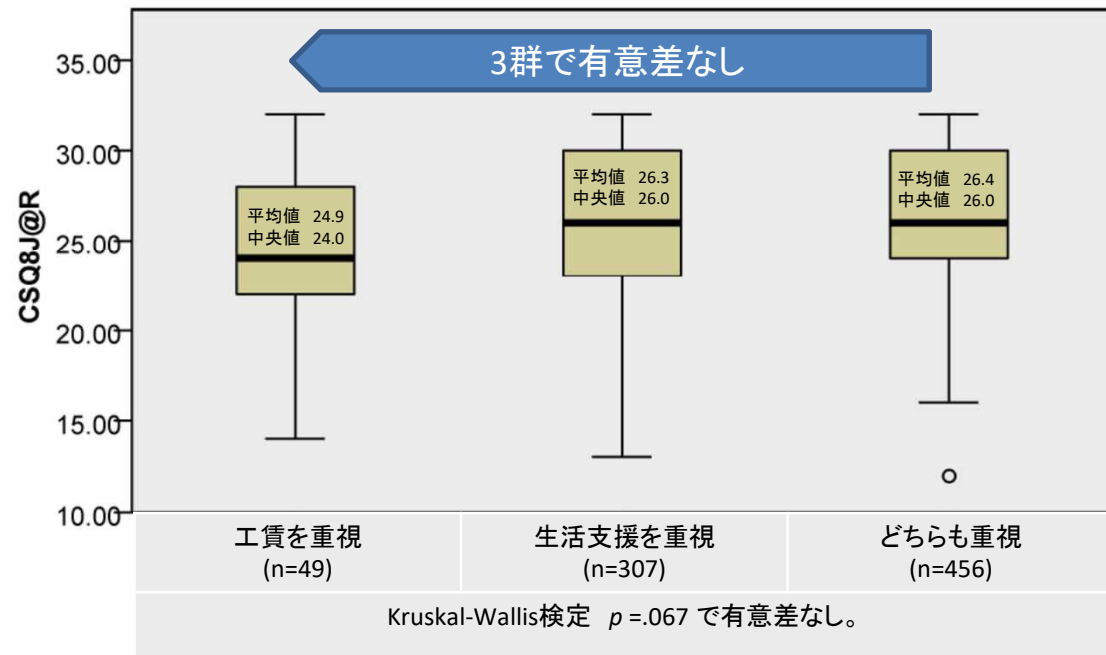 3群で有意差なし
CSQ8J@R
35.00
30.00
25.00
20.00
15.00
10.00
平均値 24.9
中央値 24.0
平均値 26.3
中央値 26.0
平均値 26.4
中央値 26.0
工賃を重視
(n=49)
生活支援を重視
(n=307)
どちらも重視
(n=456)
Kruskal-Wallis検定 p =.067 で有意差なし。